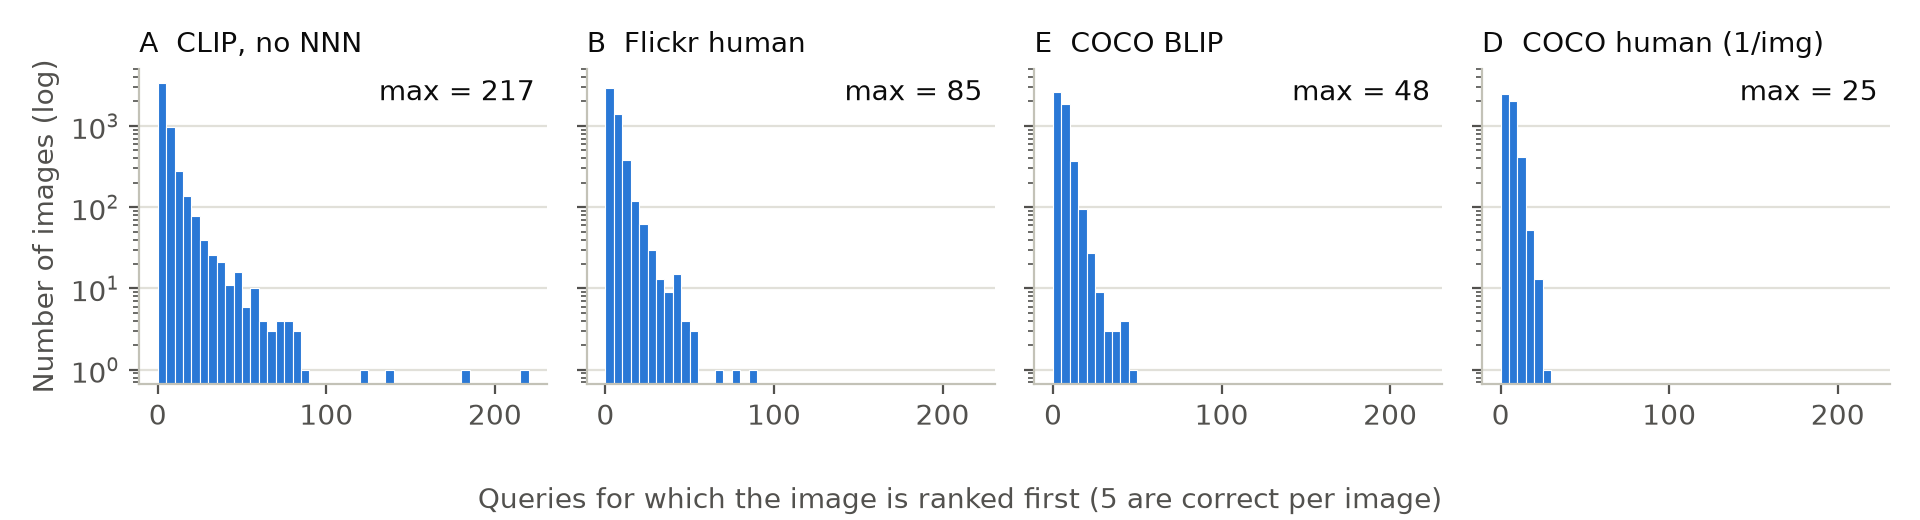 A  CLIP, no NNN
B  Flickr human
E  COCO BLIP
D  COCO human (1/img)
max = 217
max = 85
max = 48
max = 25
Number of images (log)
10³
10²
10¹
10⁰
0 100 200
0 100 200
0 100 200
0 100 200
Queries for which the image is ranked first (5 are correct per image)